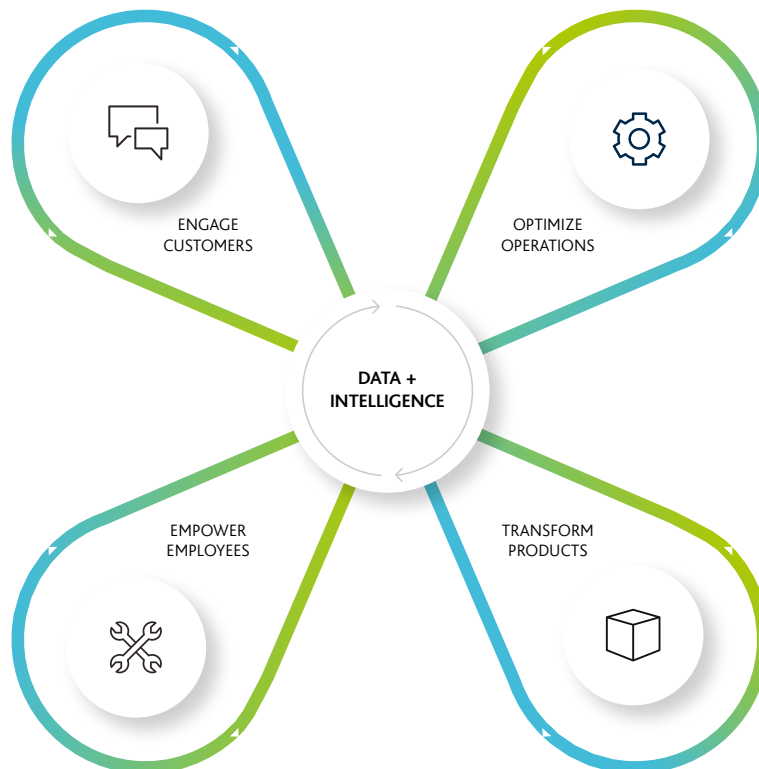 ENGAGE
CUSTOMERS
OPTIMIZE
OPERATIONS
DATA +
INTELLIGENCE
EMPOWER
EMPLOYEES
TRANSFORM
PRODUCTS